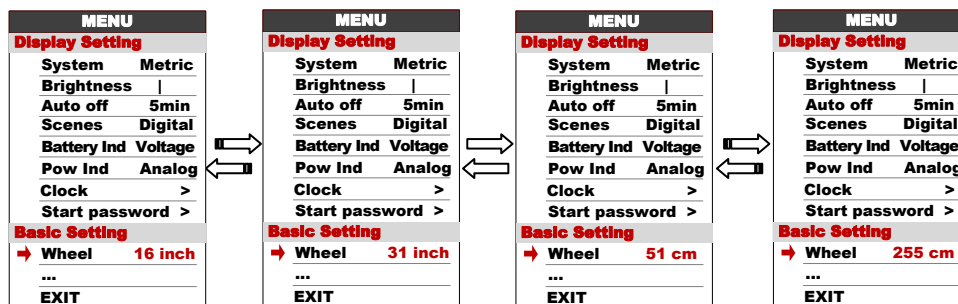 MENU
Display Setting
System Metric
Brightness |
Auto off 5min
Scenes Digital
Battery Ind Voltage
Pow Ind Analog
Clock >
Start password >
Basic Setting
Wheel 16 inch
...
EXIT
MENU
Display Setting
System Metric
Brightness |
Auto off 5min
Scenes Digital
Battery Ind Voltage
Pow Ind Analog
Clock >
Start password >
Basic Setting
Wheel 31 inch
...
EXIT
MENU
Display Setting
System Metric
Brightness |
Auto off 5min
Scenes Digital
Battery Ind Voltage
Pow Ind Analog
Clock >
Start password >
Basic Setting
Wheel 51 cm
...
EXIT
MENU
Display Setting
System Metric
Brightness |
Auto off 5min
Scenes Digital
Battery Ind Voltage
Pow Ind Analog
Clock >
Start password >
Basic Setting
Wheel 255 cm
...
EXIT